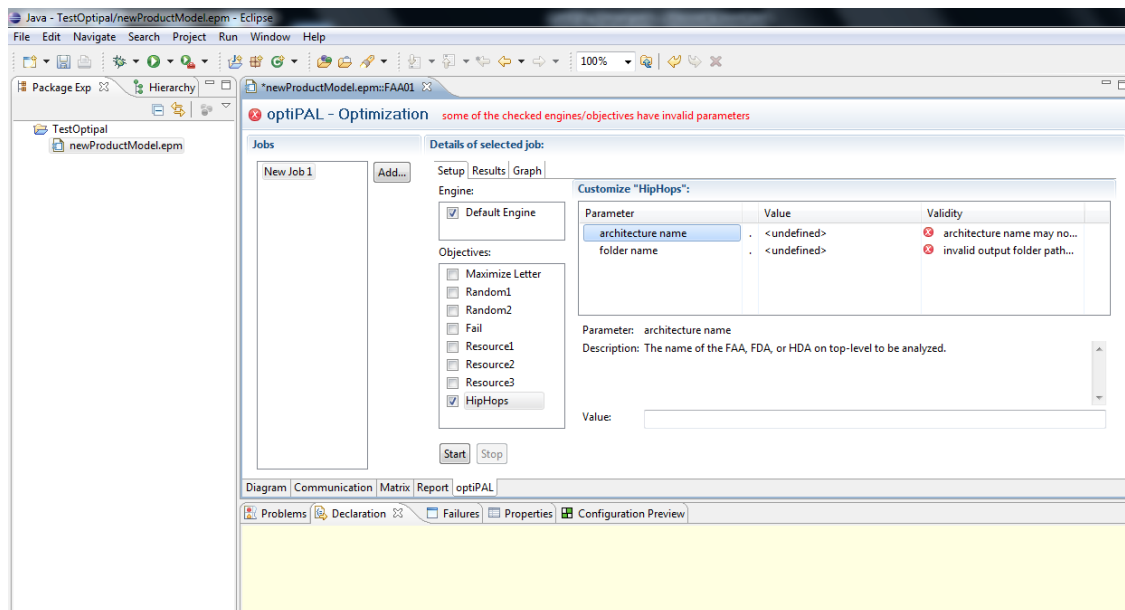 Java - TestOptipal/newProductModel.epm - Eclipse
File Edit Navigate Search Project Run Window Help
100%
Package Exp Hierarchy
*newProductModel.epm::FAA01
TestOptipal
newProductModel.epm
optiPAL - Optimization some of the checked engines/objectives have invalid parameters
Jobs
New Job 1
Add...
Details of selected job:
Setup Results Graph
Engine:
Default Engine
Objectives:
Maximize Letter
Random1
Random2
Fail
Resource1
Resource2
Resource3
HipHops
Start Stop
Customize "HipHops":
Parameter Value Validity
architecture name . <undefined> architecture name may no...
folder name . <undefined> invalid output folder path...
Parameter: architecture name
Description: The name of the FAA, FDA, or HDA on top-level to be analyzed.
Value:
Diagram Communication Matrix Report optiPAL
Problems Declaration Failures Properties Configuration Preview